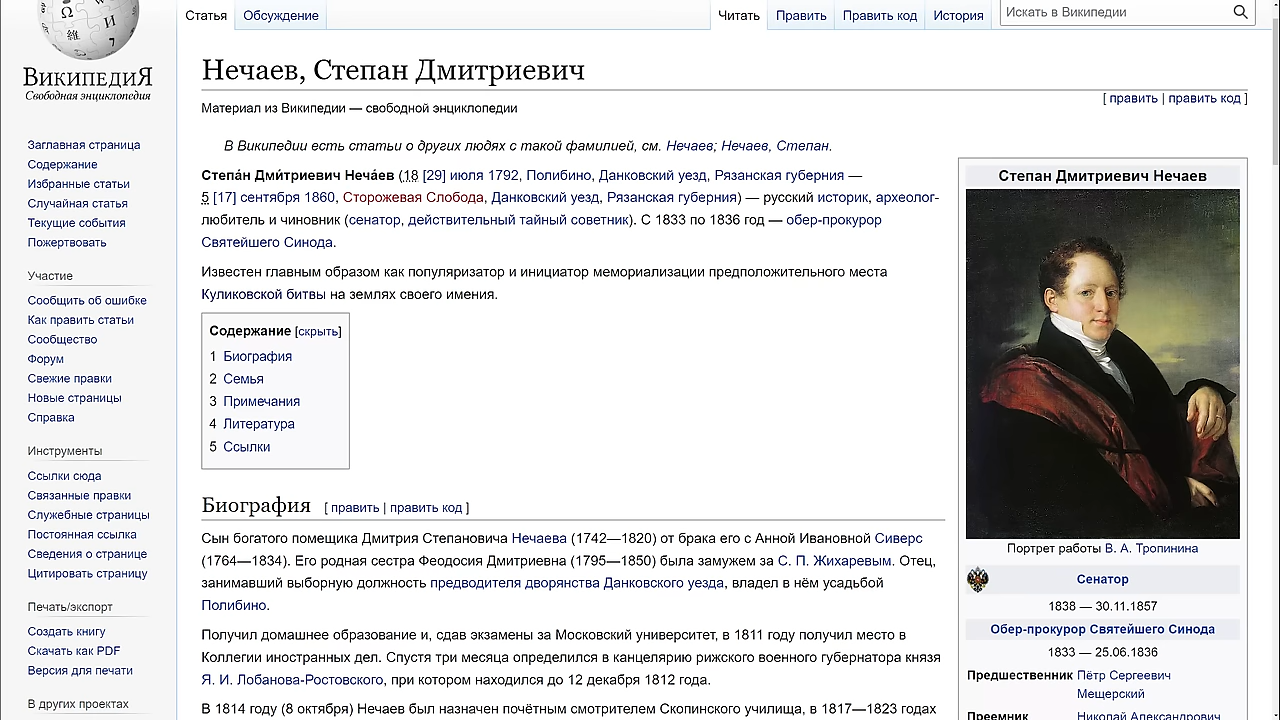 Статья
Обсуждение
Читать
Править
Править код
История
Искать в Википедии
ВИКИПЕДИЯ
Свободная энциклопедия
Заглавная страница
Содержание
Избранные статьи
Случайная статья
Текущие события
Пожертвовать
Участие
Сообщить об ошибке
Как править статьи
Сообщество
Форум
Свежие правки
Новые страницы
Справка
Инструменты
Ссылки сюда
Связанные правки
Служебные страницы
Постоянная ссылка
Сведения о странице
Цитировать страницу
Печать/экспорт
Создать книгу
Скачать как PDF
Версия для печати
В других проектах
Нечаев, Степан Дмитриевич
[ править | править код ]
Материал из Википедии — свободной энциклопедии
В Википедии есть статьи о других людях с такой фамилией, см. Нечаев; Нечаев, Степан.
Степа́н Дми́триевич Неча́ев (18 [29] июля 1792, Полибино, Данковский уезд, Рязанская губерния —
5 [17] сентября 1860, Сторожевая Слобода, Данковский уезд, Рязанская губерния) — русский историк, археолог-
любитель и чиновник (сенатор, действительный тайный советник). С 1833 по 1836 год — обер-прокурор
Святейшего Синода.
Известен главным образом как популяризатор и инициатор мемориализации предположительного места
Куликовской битвы на землях своего имения.
Содержание [скрыть]
1 Биография
2 Семья
3 Примечания
4 Литература
5 Ссылки
Биография [ править | править код ]
Сын богатого помещика Дмитрия Степановича Нечаева (1742—1820) от брака его с Анной Ивановной Сиверс
(1764—1834). Его родная сестра Феодосия Дмитриевна (1795—1850) была замужем за С. П. Жихаревым. Отец,
занимавший выборную должность предводителя дворянства Данковского уезда, владел в нём усадьбой
Полибино.
Получил домашнее образование и, сдав экзамены за Московский университет, в 1811 году получил место в
Коллегии иностранных дел. Спустя три месяца определился в канцелярию рижского военного губернатора князя
Я. И. Лобанова-Ростовского, при котором находился до 12 декабря 1812 года.
В 1814 году (8 октября) Нечаев был назначен почётным смотрителем Скопинского училища, в 1817—1823 годах
Степан Дмитриевич Нечаев
Портрет работы В. А. Тропинина
Сенатор
1838 — 30.11.1857
Обер-прокурор Святейшего Синода
1833 — 25.06.1836
Предшественник Пётр Сергеевич
Мещерский
Преемник Николай Александрович